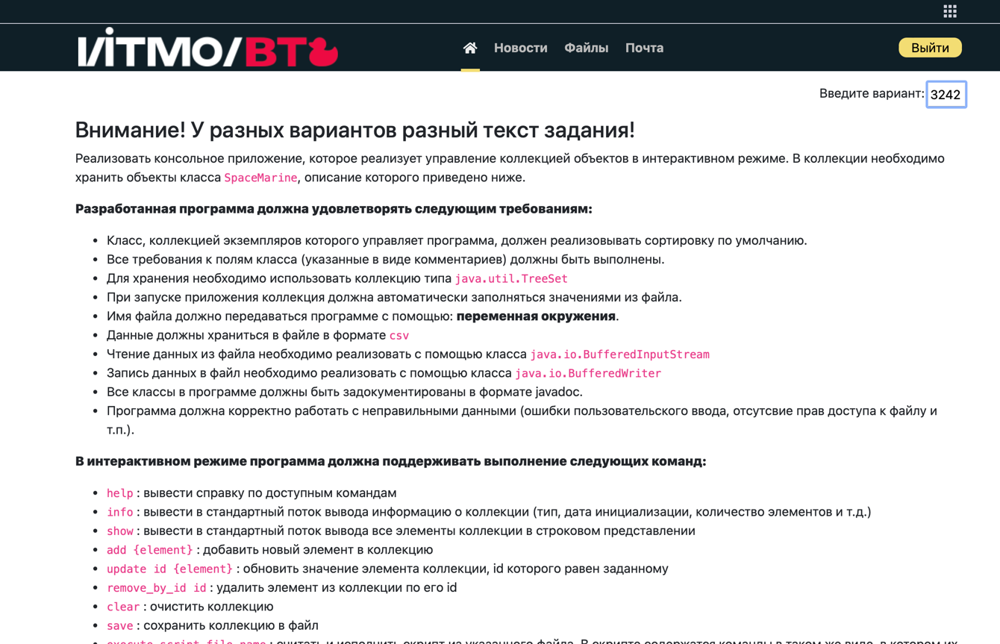 ИТМО/ВТ
Новости Файлы Почта
Выйти
Введите вариант: 3242
Внимание! У разных вариантов разный текст задания!
Реализовать консольное приложение, которое реализует управление коллекцией объектов в интерактивном режиме. В коллекции необходимо
хранить объекты класса SpaceMarine, описание которого приведено ниже.
Разработанная программа должна удовлетворять следующим требованиям:
• Класс, коллекцией экземпляров которого управляет программа, должен реализовывать сортировку по умолчанию.
• Все требования к полям класса (указанные в виде комментариев) должны быть выполнены.
• Для хранения необходимо использовать коллекцию типа java.util.TreeSet
• При запуске приложения коллекция должна автоматически заполняться значениями из файла.
• Имя файла должно передаваться программе с помощью: переменная окружения.
• Данные должны храниться в файле в формате csv
• Чтение данных из файла необходимо реализовать с помощью класса java.io.BufferedInputStream
• Запись данных в файл необходимо реализовать с помощью класса java.io.BufferedWriter
• Все классы в программе должны быть задокументированы в формате javadoc.
• Программа должна корректно работать с неправильными данными (ошибки пользовательского ввода, отсутсвие прав доступа к файлу и
т.п.).
В интерактивном режиме программа должна поддерживать выполнение следующих команд:
• help : вывести справку по доступным командам
• info : вывести в стандартный поток вывода информацию о коллекции (тип, дата инициализации, количество элементов и т.д.)
• show : вывести в стандартный поток вывода все элементы коллекции в строковом представлении
• add {element} : добавить новый элемент в коллекцию
• update id {element} : обновить значение элемента коллекции, id которого равен заданному
• remove_by_id id : удалить элемент из коллекции по его id
• clear : очистить коллекцию
• save : сохранить коллекцию в файл
• execute_script file_name : считать и исполнить скрипт из указанного файла. В скрипте содержатся команды в таком же виде, в котором их